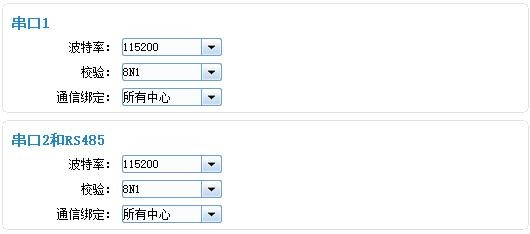 串口1
波特率： 115200
校验： 8N1
通信绑定： 所有中心
串口2和RS485
波特率： 115200
校验： 8N1
通信绑定： 所有中心